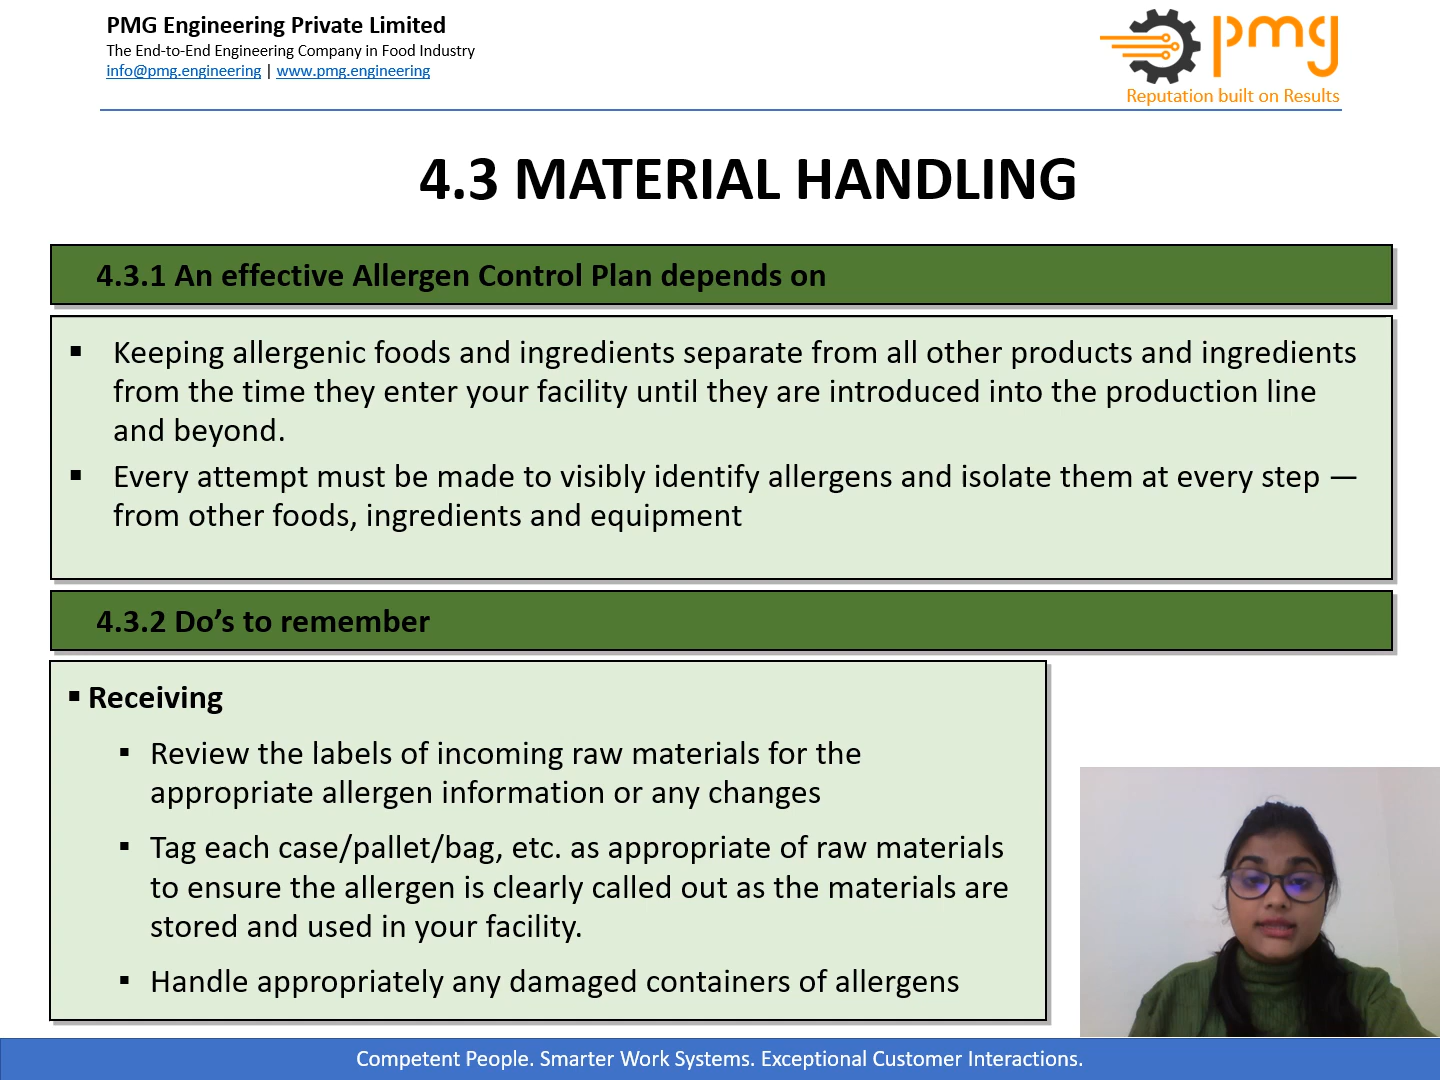 PMG Engineering Private Limited
The End-to-End Engineering Company in Food Industry
info@pmg.engineering | www.pmg.engineering
pmg
Reputation built on Results
4.3 MATERIAL HANDLING
4.3.1 An effective Allergen Control Plan depends on
▪ Keeping allergenic foods and ingredients separate from all other products and ingredients
from the time they enter your facility until they are introduced into the production line
and beyond.
▪ Every attempt must be made to visibly identify allergens and isolate them at every step —
from other foods, ingredients and equipment
4.3.2 Do’s to remember
▪ Receiving
▪ Review the labels of incoming raw materials for the
appropriate allergen information or any changes
▪ Tag each case/pallet/bag, etc. as appropriate of raw materials
to ensure the allergen is clearly called out as the materials are
stored and used in your facility.
▪ Handle appropriately any damaged containers of allergens
Competent People. Smarter Work Systems. Exceptional Customer Interactions.